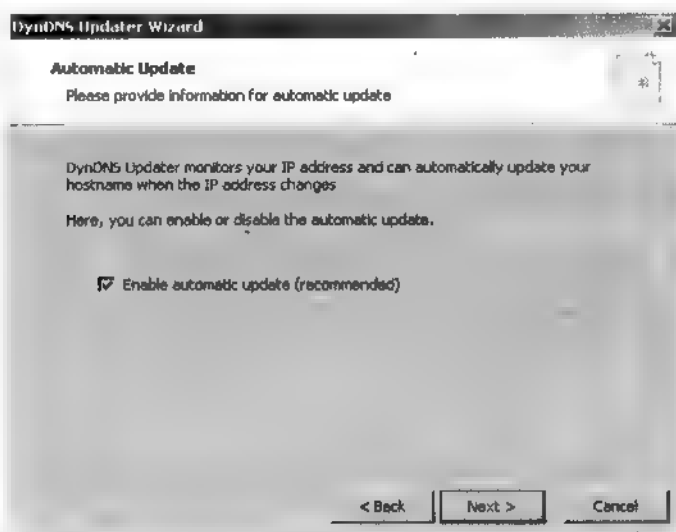 DynDNS Updater Wizard
Automatic Update
Please provide information for automatic update
DynDNS Updater monitors your IP address and can automatically update your
hostname when the IP address changes
Here, you can enable or disable the automatic update.
Enable automatic update (recommended)
< Back Next > Cancel